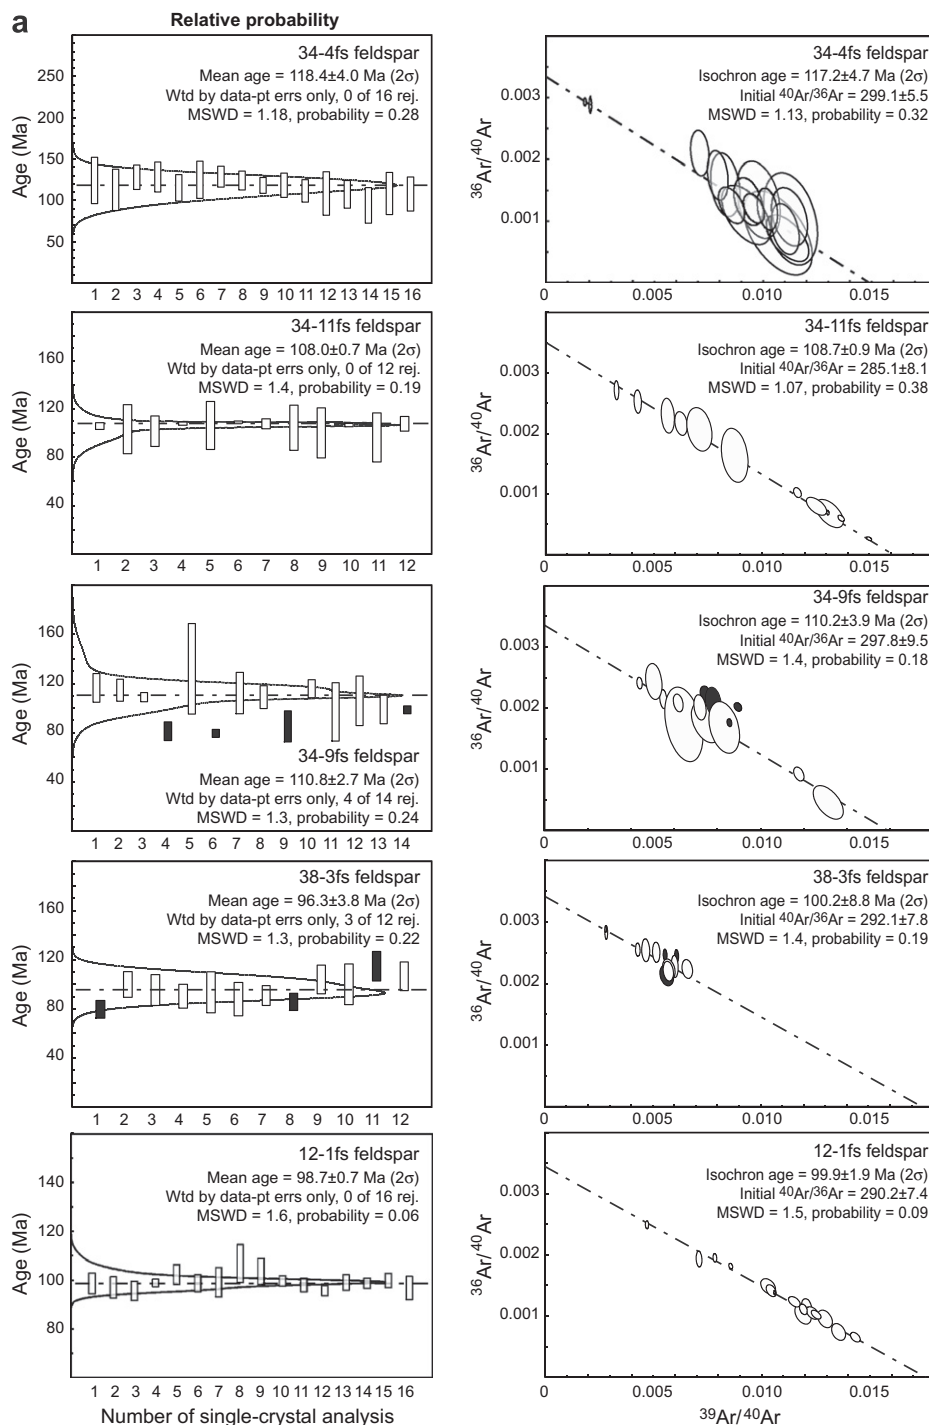 a
Relative probability
34-4fs feldspar
Mean age = 118.4±4.0 Ma (2σ)
Wtd by data-pt errs only, 0 of 16 rej.
MSWD = 1.18, probability = 0.28
Age (Ma)
300
250
200
150
100
50
1 2 3 4 5 6 7 8 9 10 11 12 13 14 15 16
34-4fs feldspar
Isochron age = 117.2±4.7 Ma (2σ)
Initial ⁴⁰Ar/³⁶Ar = 299.1±5.5
MSWD = 1.13, probability = 0.32
³⁶Ar/⁴⁰Ar
0.003
0.002
0.001
0 0.005 0.010 0.015
34-11fs feldspar
Mean age = 108.0±0.7 Ma (2σ)
Wtd by data-pt errs only, 0 of 12 rej.
MSWD = 1.4, probability = 0.19
Age (Ma)
160
120
80
40
1 2 3 4 5 6 7 8 9 10 11 12
34-11fs feldspar
Isochron age = 108.7±0.9 Ma (2σ)
Initial ⁴⁰Ar/³⁶Ar = 285.1±8.1
MSWD = 1.07, probability = 0.38
³⁶Ar/⁴⁰Ar
0.003
0.002
0.001
0 0.005 0.010 0.015
Age (Ma)
160
120
80
40
34-9fs feldspar
Mean age = 110.8±2.7 Ma (2σ)
Wtd by data-pt errs only, 4 of 14 rej.
MSWD = 1.3, probability = 0.24
1 2 3 4 5 6 7 8 9 10 11 12 13 14
34-9fs feldspar
Isochron age = 110.2±3.9 Ma (2σ)
Initial ⁴⁰Ar/³⁶Ar = 297.8±9.5
MSWD = 1.4, probability = 0.18
³⁶Ar/⁴⁰Ar
0.003
0.002
0.001
0 0.005 0.010 0.015
38-3fs feldspar
Mean age = 96.3±3.8 Ma (2σ)
Wtd by data-pt errs only, 3 of 12 rej.
MSWD = 1.3, probability = 0.22
Age (Ma)
160
120
80
40
1 2 3 4 5 6 7 8 9 10 11 12
38-3fs feldspar
Isochron age = 100.2±8.8 Ma (2σ)
Initial ⁴⁰Ar/³⁶Ar = 292.1±7.8
MSWD = 1.4, probability = 0.19
³⁶Ar/⁴⁰Ar
0.003
0.002
0.001
0 0.005 0.010 0.015
12-1fs feldspar
Mean age = 98.7±0.7 Ma (2σ)
Wtd by data-pt errs only, 0 of 16 rej.
MSWD = 1.6, probability = 0.06
Age (Ma)
140
100
60
1 2 3 4 5 6 7 8 9 10 11 12 13 14 15 16
Number of single-crystal analysis
12-1fs feldspar
Isochron age = 99.9±1.9 Ma (2σ)
Initial ⁴⁰Ar/³⁶Ar = 290.2±7.4
MSWD = 1.5, probability = 0.09
³⁶Ar/⁴⁰Ar
0.003
0.002
0.001
0 0.005 0.010 0.015
³⁹Ar/⁴⁰Ar